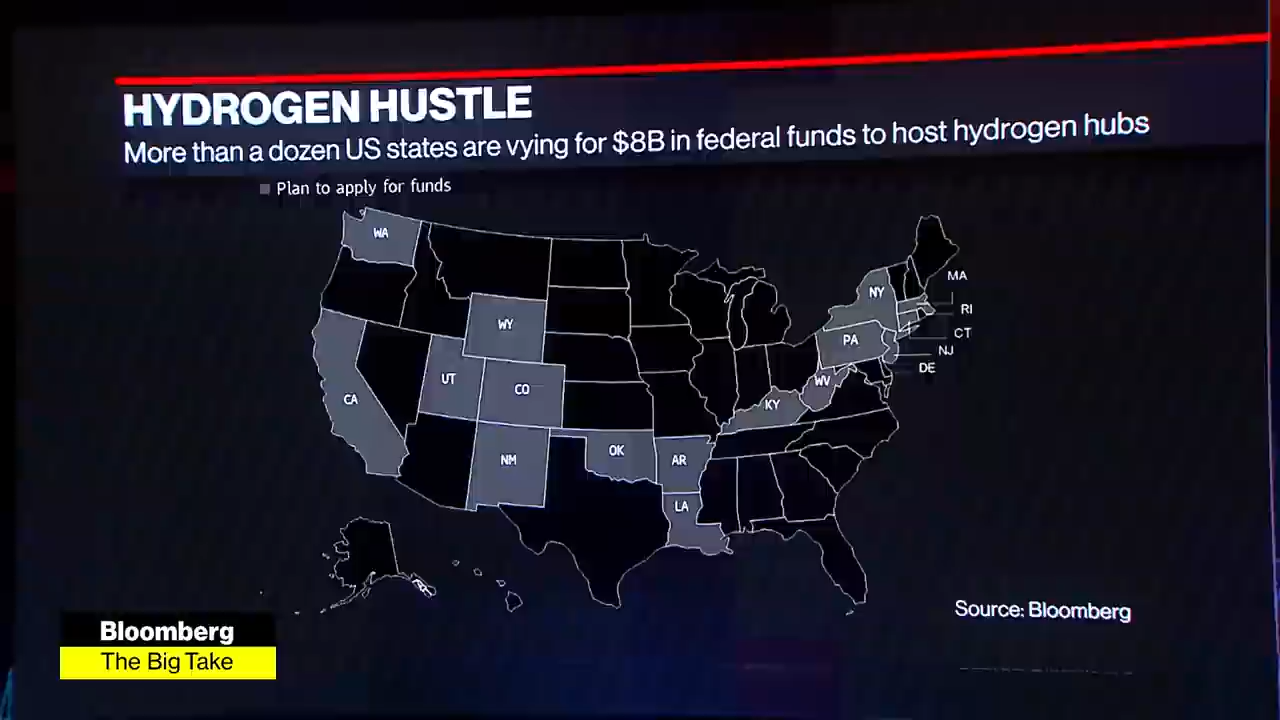 HYDROGEN HUSTLE
More than a dozen US states are vying for $8B in federal funds to host hydrogen hubs
Plan to apply for funds
WA
MA
NY
RI
WY
CT
PA
NJ
DE
UT
WV
CO
CA
KY
OK
NM
AR
LA
Source: Bloomberg
Bloomberg
The Big Take